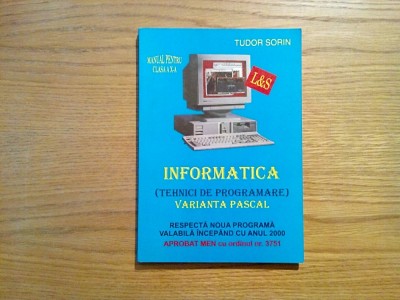 TUDOR SORIN
MANUAL PENTRU
CLASA A X-A
L&S
INFORMATICA
(TEHNICI DE PROGRAMARE)
VARIANTA PASCAL
RESPECTĂ NOUA PROGRAMĂ
VALABILĂ ÎNCEPÂND CU ANUL 2000
APROBAT MEN cu ordinul nr. 3751